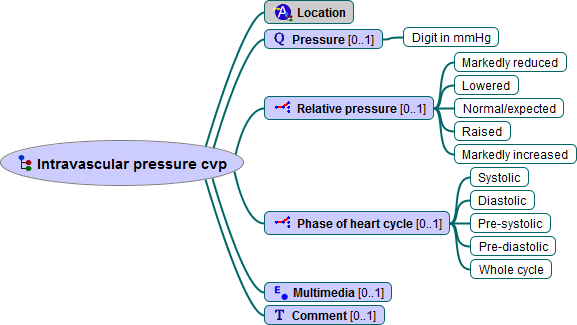 Location
Q Pressure [0..1]
Digit in mmHg
Relative pressure [0..1]
Markedly reduced
Lowered
Normal/expected
Raised
Markedly increased
Intravascular pressure cvp
Phase of heart cycle [0..1]
Systolic
Diastolic
Pre-systolic
Pre-diastolic
Whole cycle
Multimedia [0..1]
T Comment [0..1]